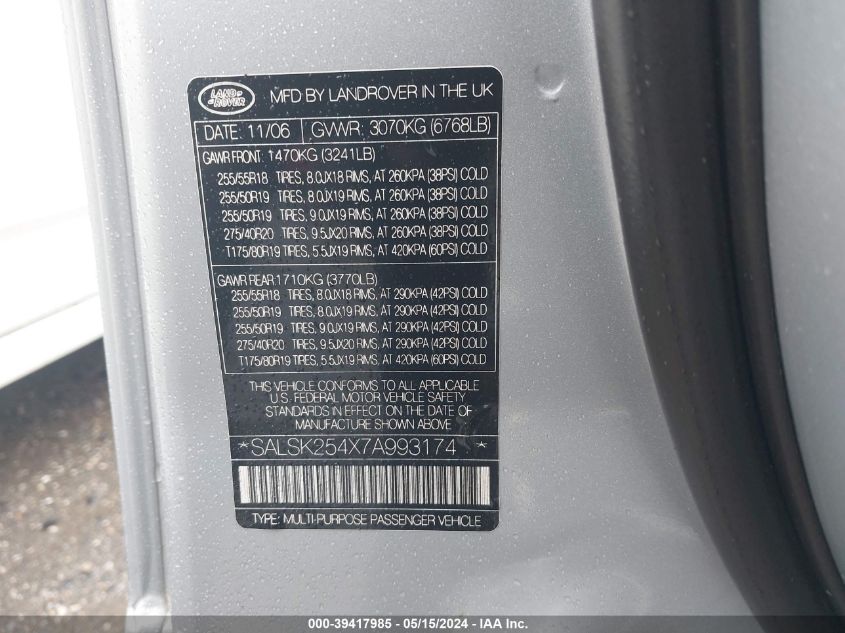 LAND
ROVER
MFD BY LANDROVER IN THE UK
DATE: 11/06 GVWR: 3070KG (6768LB)
GAWR FRONT: 1470KG (3241LB)
255/55R18 TIRES, 8.0JX18 RIMS, AT 260KPA (38PSI) COLD
255/50R19 TIRES, 8.0JX19 RIMS, AT 260KPA (38PSI) COLD
255/50R19 TIRES, 9.0JX19 RIMS, AT 260KPA (38PSI) COLD
275/40R20 TIRES, 9.5JX20 RIMS, AT 260KPA (38PSI) COLD
T175/80R19 TIRES, 5.5JX19 RIMS, AT 420KPA (60PSI) COLD
GAWR REAR: 1710KG (3770LB)
255/55R18 TIRES, 8.0JX18 RIMS, AT 290KPA (42PSI) COLD
255/50R19 TIRES, 8.0JX19 RIMS, AT 290KPA (42PSI) COLD
255/50R19 TIRES, 9.0JX19 RIMS, AT 290KPA (42PSI) COLD
275/40R20 TIRES, 9.5JX20 RIMS, AT 290KPA (42PSI) COLD
T175/80R19 TIRES, 5.5JX19 RIMS, AT 420KPA (60PSI) COLD
THIS VEHICLE CONFORMS TO ALL APPLICABLE
U.S. FEDERAL MOTOR VEHICLE SAFETY
STANDARDS IN EFFECT ON THE DATE OF
MANUFACTURE SHOWN ABOVE
*SALSK254X7A993174 *
TYPE: MULTI-PURPOSE PASSENGER VEHICLE
000-39417985 - 05/15/2024 - IAAI.com